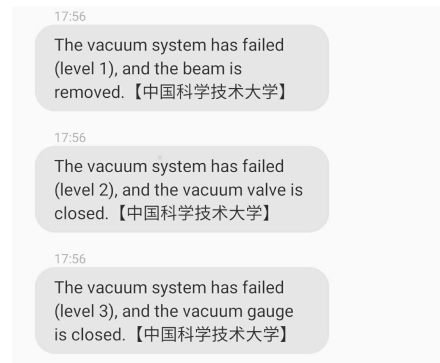 17:56
The vacuum system has failed
(level 1), and the beam is
removed.【中国科学技术大学】
17:56
The vacuum system has failed
(level 2), and the vacuum valve is
closed.【中国科学技术大学】
17:56
The vacuum system has failed
(level 3), and the vacuum gauge
is closed.【中国科学技术大学】